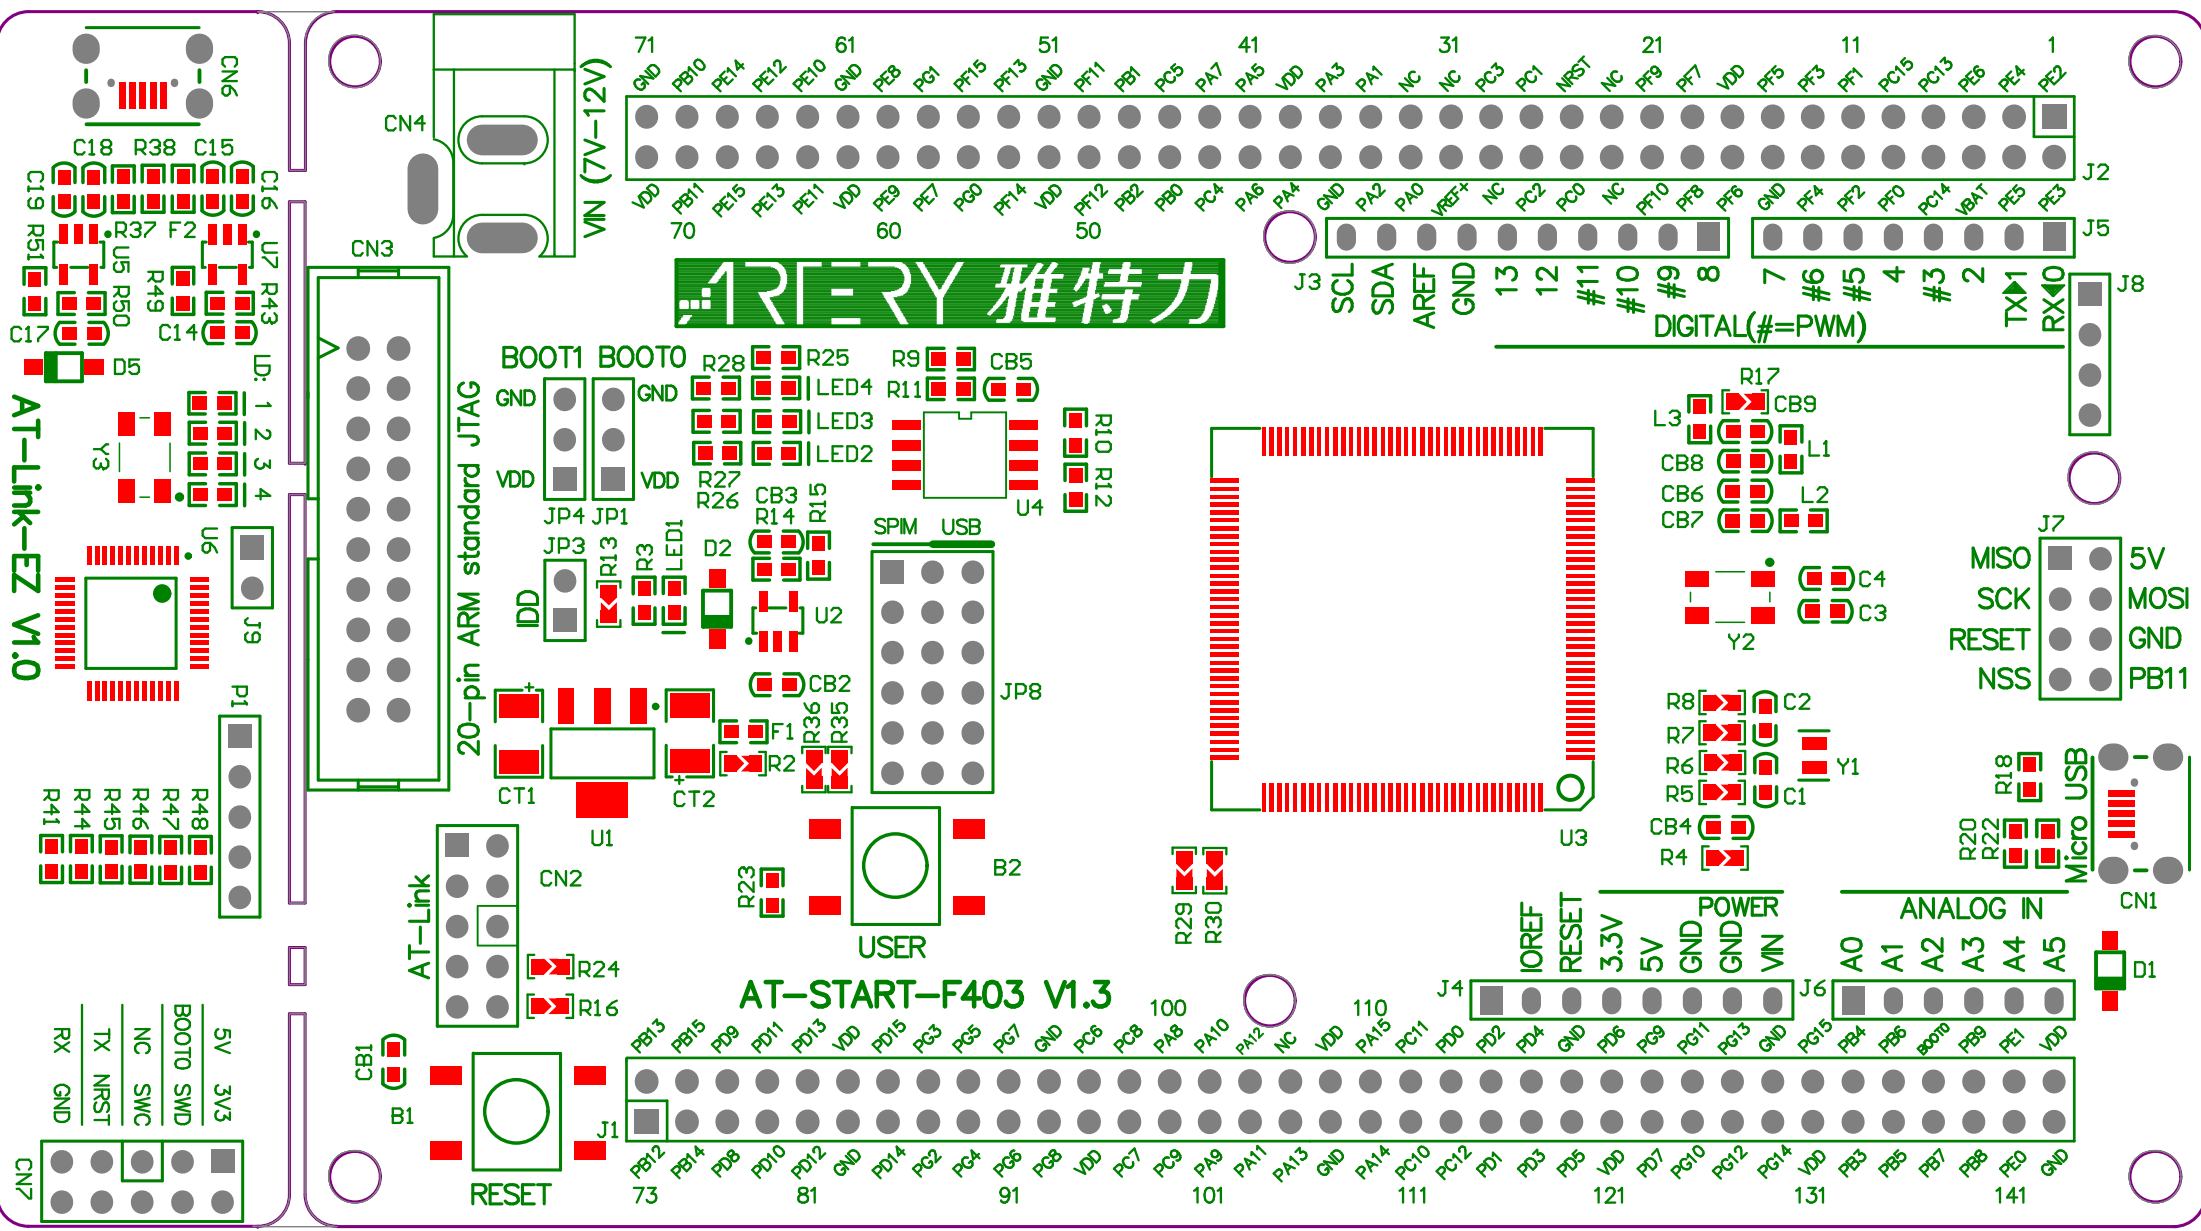 71 61 51 41 31 21 11 1
GND PB10 PE14 PE12 PE10 GND PE8 PG1 PF15 PF13 GND PF11 PB1 PC5 PA7 PA5 VDD PA3 PA1 NC NC PC3 PC1 NRST NC PF9 PF7 VDD PF5 PF3 PF1 PC15 PC13 PE6 PE4 PE2
VDD PB11 PE15 PE13 PE11 VDD PE9 PE7 PG0 PF14 VDD PF12 PB2 PB0 PC4 PA6 PA4 GND PA2 PA0 VREF+ NC PC2 PC0 NC PF10 PF8 PF6 GND PF4 PF2 PF0 PC14 VBAT PE5 PE3
J2
70 60 50
CN6
CN4
VIN (7V-12V)
C18 R38 C15
C19
C16
R37 F2
R51
U5
U7
R49
R50
R43
C17
C14
D5
LED:
1
2
3
4
AT-Link-EZ V1.0
Y3
U6
J9
P1
R41
R44
R45
R46
R47
R48
RX TX NC BOOT0 5V
GND NRST SWC SWD 3V3
CN7
CN3
20-pin ARM standard JTAG
ARTERY 雅特力
J3
J5
SCL SDA AREF GND 13 12 #11 #10 #9 8 7 #6 #5 4 #3 2 TX▶1 RX◀0
DIGITAL(#=PWM)
J8
BOOT1 BOOT0
GND GND
VDD VDD
JP4 JP1
JP3
IDD
R28 R25
LED4
LED3
LED2
R27
R26
R9
R11
CB5
R10
R12
U4
CB3
R14
R15
R13
R3
LED1
D2
U2
CB2
SPIM USB
JP8
CT1
CT2
U1
F1
R2
R36
R35
R17
L3
CB9
CB8
L1
CB6
L2
CB7
C4
C3
Y2
R8 C2
R7
R6
Y1
R5 C1
CB4
R4
U3
J7
MISO 5V
SCK MOSI
RESET GND
NSS PB11
R18
R20
R22
Micro USB
CN1
D1
AT-Link
CN2
R24
R16
R23
B2
USER
R29
R30
POWER
IOREF RESET 3.3V 5V GND GND VIN
J4
ANALOG IN
A0 A1 A2 A3 A4 A5
J6
AT-START-F403 V1.3
CB1
B1
RESET
J1
100 110
PB13 PB15 PD9 PD11 PD13 VDD PD15 PG3 PG5 PG7 GND PC6 PC8 PA8 PA10 PA12 NC VDD PA15 PC11 PD0 PD2 PD4 GND PD6 PG9 PG11 PG13 GND PG15 PB4 PB6 BOOT0 PB9 PE1 VDD
PB12 PB14 PD8 PD10 PD12 GND PD14 PG2 PG4 PG6 PG8 VDD PC7 PC9 PA9 PA11 PA13 GND PA14 PC10 PC12 PD1 PD3 PD5 VDD PD7 PG10 PG12 PG14 VDD PB3 PB5 PB7 PB8 PE0 GND
73 81 91 101 111 121 131 141